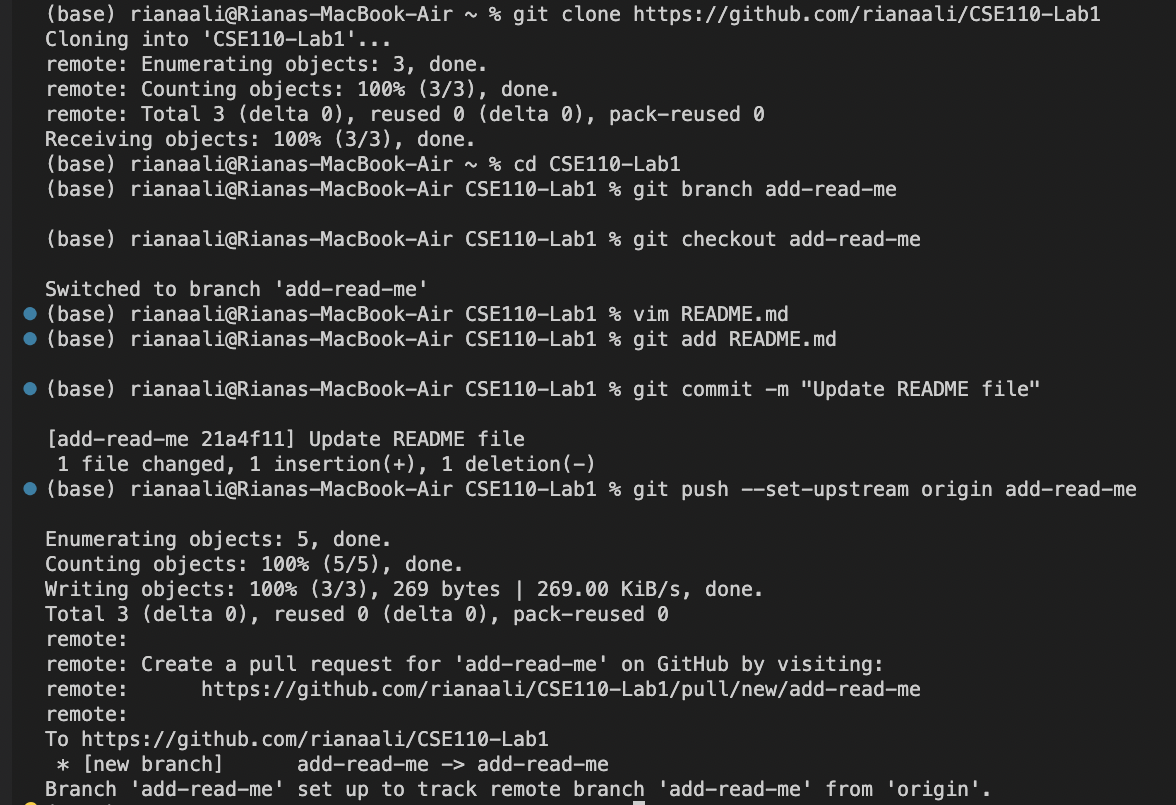 (base) rianaali@Rianas-MacBook-Air ~ % git clone https://github.com/rianaali/CSE110-Lab1
Cloning into 'CSE110-Lab1'...
remote: Enumerating objects: 3, done.
remote: Counting objects: 100% (3/3), done.
remote: Total 3 (delta 0), reused 0 (delta 0), pack-reused 0
Receiving objects: 100% (3/3), done.
(base) rianaali@Rianas-MacBook-Air ~ % cd CSE110-Lab1
(base) rianaali@Rianas-MacBook-Air CSE110-Lab1 % git branch add-read-me
(base) rianaali@Rianas-MacBook-Air CSE110-Lab1 % git checkout add-read-me
Switched to branch 'add-read-me'
(base) rianaali@Rianas-MacBook-Air CSE110-Lab1 % vim README.md
(base) rianaali@Rianas-MacBook-Air CSE110-Lab1 % git add README.md
(base) rianaali@Rianas-MacBook-Air CSE110-Lab1 % git commit -m "Update README file"
[add-read-me 21a4f11] Update README file
 1 file changed, 1 insertion(+), 1 deletion(-)
(base) rianaali@Rianas-MacBook-Air CSE110-Lab1 % git push --set-upstream origin add-read-me
Enumerating objects: 5, done.
Counting objects: 100% (5/5), done.
Writing objects: 100% (3/3), 269 bytes | 269.00 KiB/s, done.
Total 3 (delta 0), reused 0 (delta 0), pack-reused 0
remote:
remote: Create a pull request for 'add-read-me' on GitHub by visiting:
remote:      https://github.com/rianaali/CSE110-Lab1/pull/new/add-read-me
remote:
To https://github.com/rianaali/CSE110-Lab1
 * [new branch]      add-read-me -> add-read-me
Branch 'add-read-me' set up to track remote branch 'add-read-me' from 'origin'.